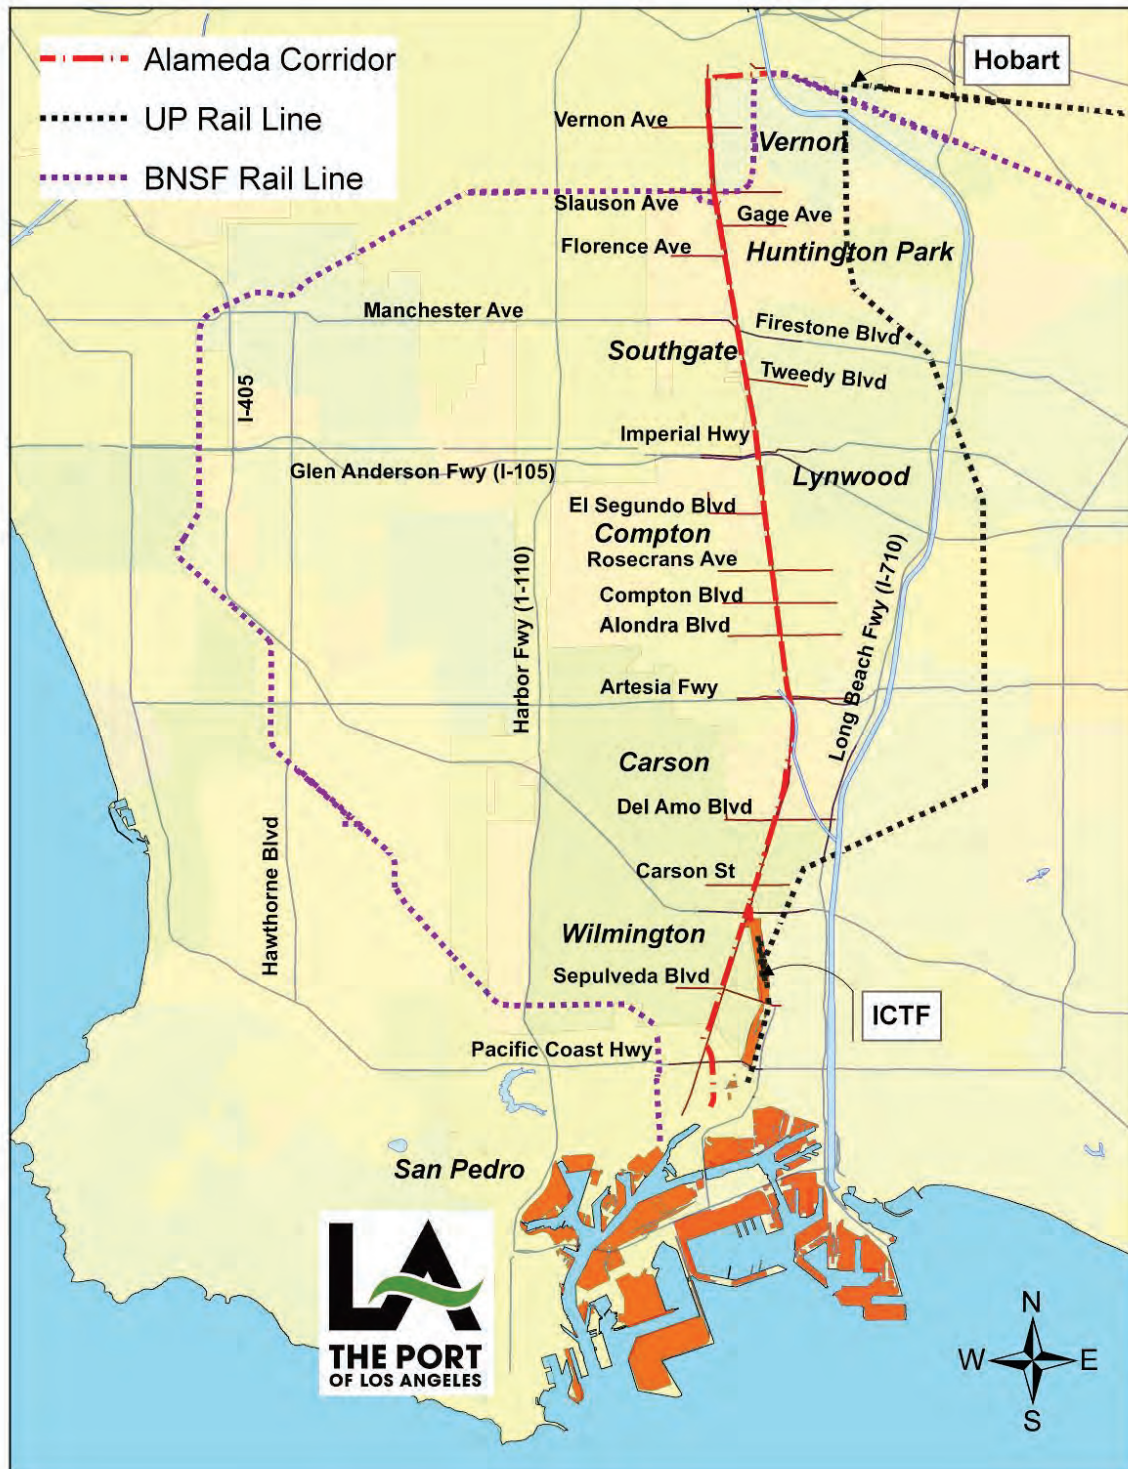 Alameda Corridor
UP Rail Line
BNSF Rail Line
Hobart
Vernon Ave
Vernon
Slauson Ave
Gage Ave
Florence Ave
Huntington Park
Manchester Ave
Firestone Blvd
Southgate
Tweedy Blvd
I-405
Imperial Hwy
Glen Anderson Fwy (I-105)
Lynwood
El Segundo Blvd
Compton
Rosecrans Ave
Compton Blvd
Alondra Blvd
Harbor Fwy (1-110)
Long Beach Fwy (I-710)
Artesia Fwy
Carson
Del Amo Blvd
Hawthorne Blvd
Carson St
Wilmington
Sepulveda Blvd
ICTF
Pacific Coast Hwy
San Pedro
LA
THE PORT
OF LOS ANGELES
N
W E
S